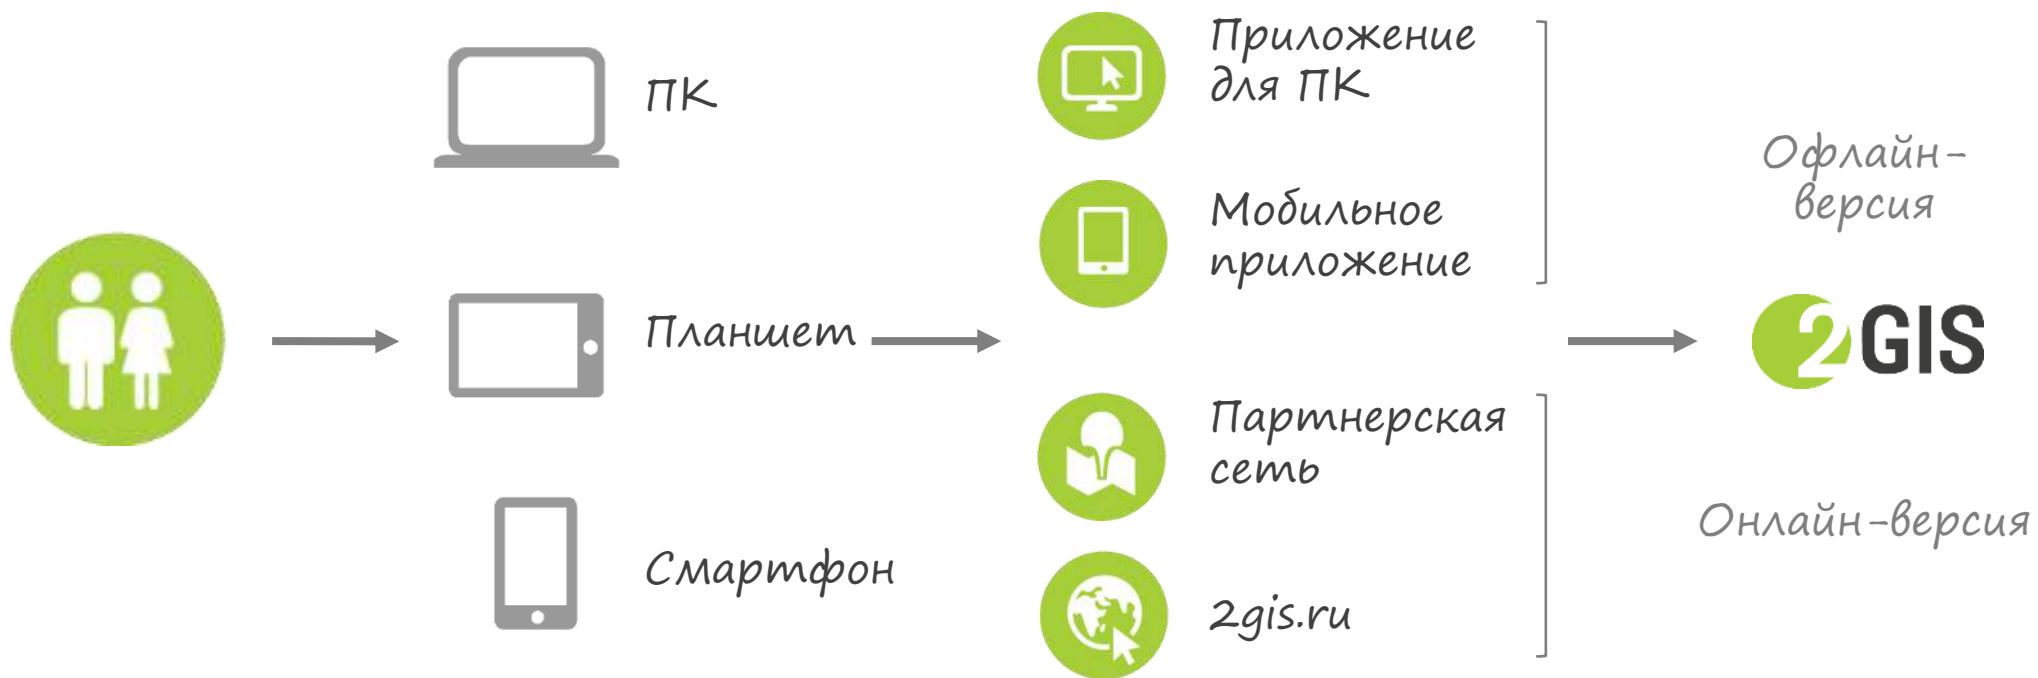 ПК
Планшет
Смартфон
Приложение
для ПК
Мобильное
приложение
Партнерская
сеть
2gis.ru
Офлайн-
версия
2GIS
Онлайн-версия